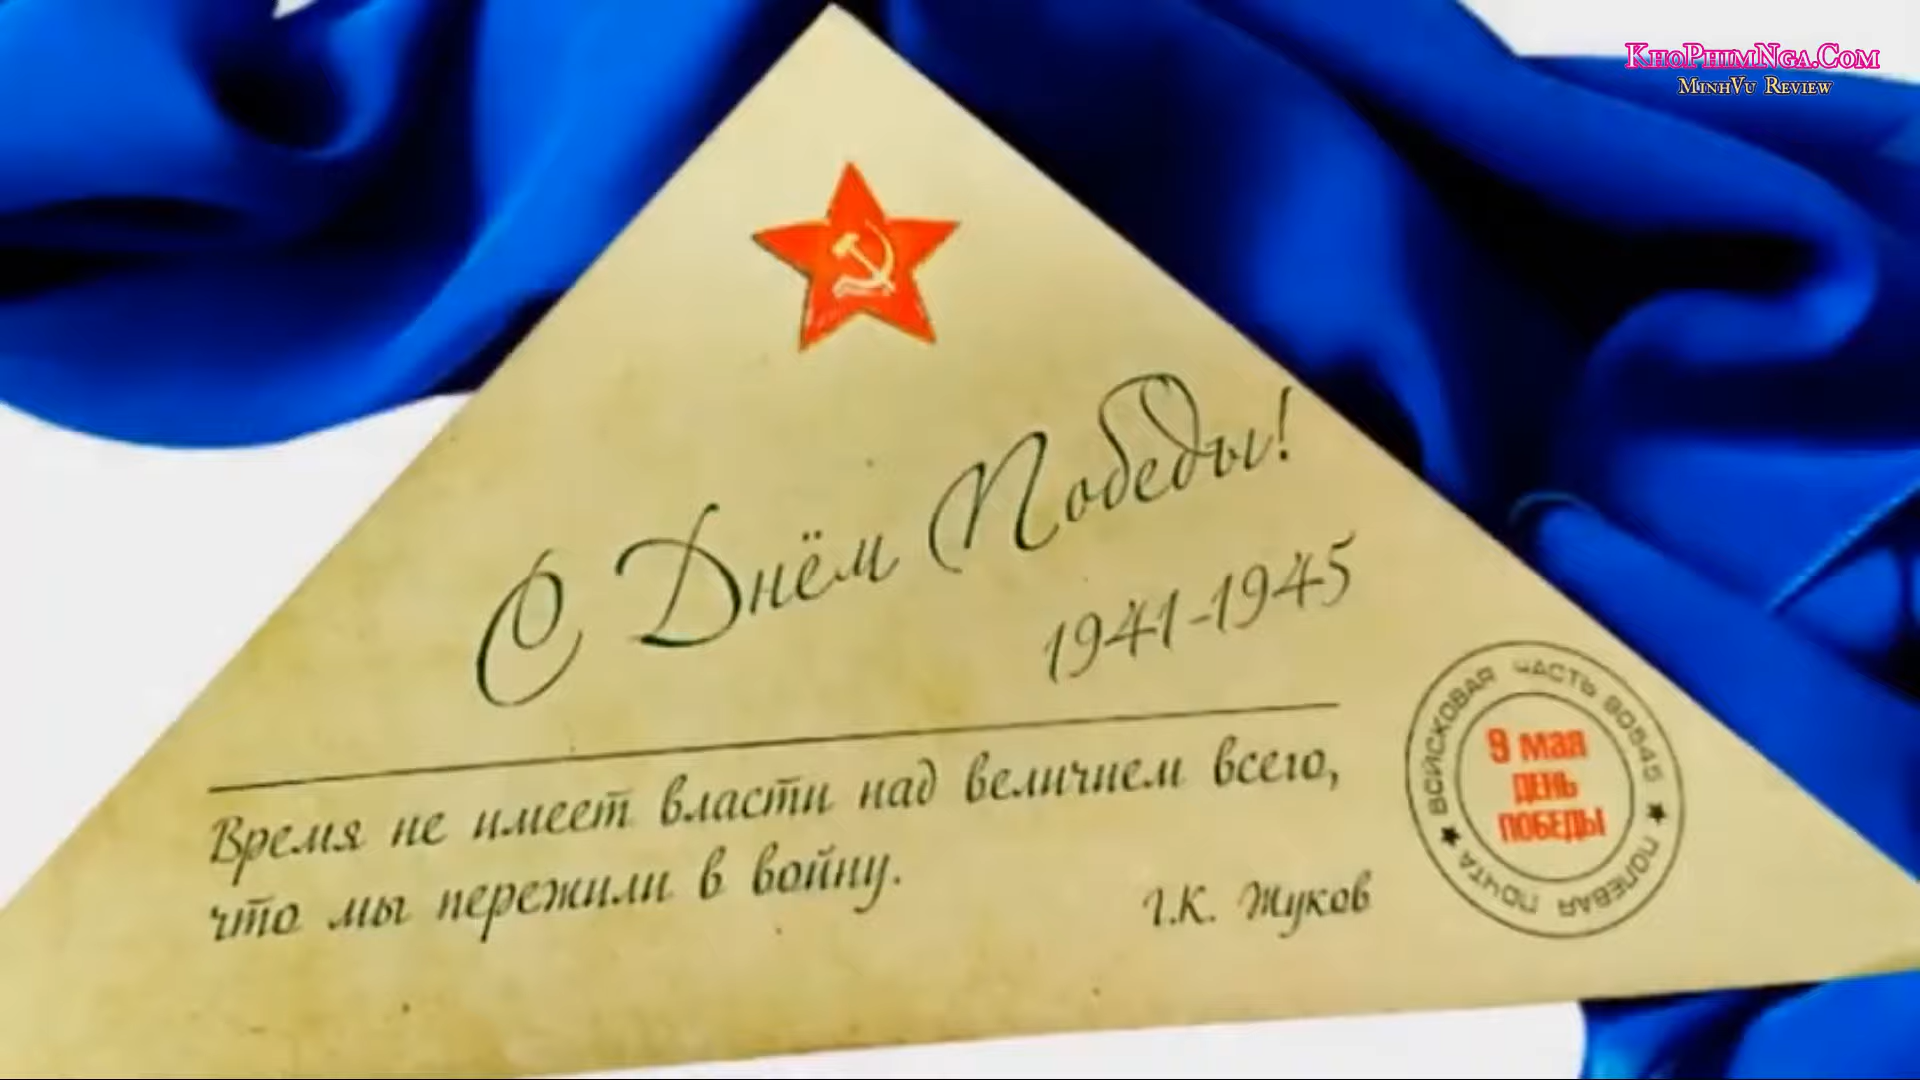 KhoPhimNga.Com
MinhVu Review
С Днём Победы!
1941-1945
Время не имеет власти над величием всего,
что мы пережили в войну.
Г.К. Жуков
ВОЙСКОВАЯ ЧАСТЬ 90545
9 мая
ДЕНЬ
ПОБЕДЫ
★ ПОЛЕВАЯ ПОЧТА ★